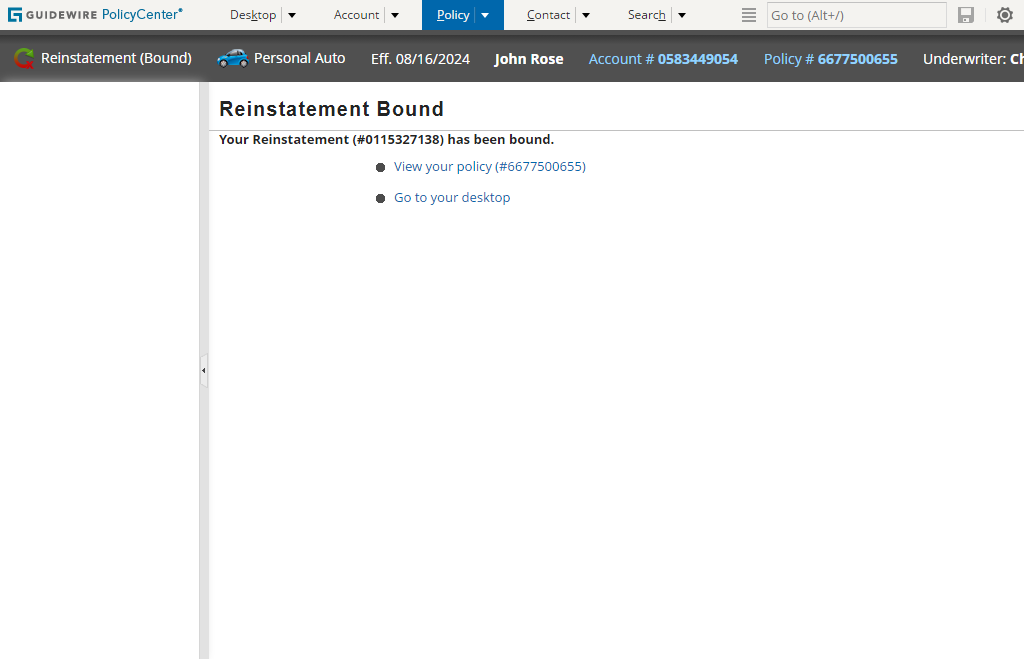 GUIDEWIRE PolicyCenter® Desktop Account Policy Contact Search Go to (Alt+/)
Reinstatement (Bound) Personal Auto Eff. 08/16/2024 John Rose Account # 0583449054 Policy # 6677500655 Underwriter: Ch
Reinstatement Bound
Your Reinstatement (#0115327138) has been bound.
View your policy (#6677500655)
Go to your desktop